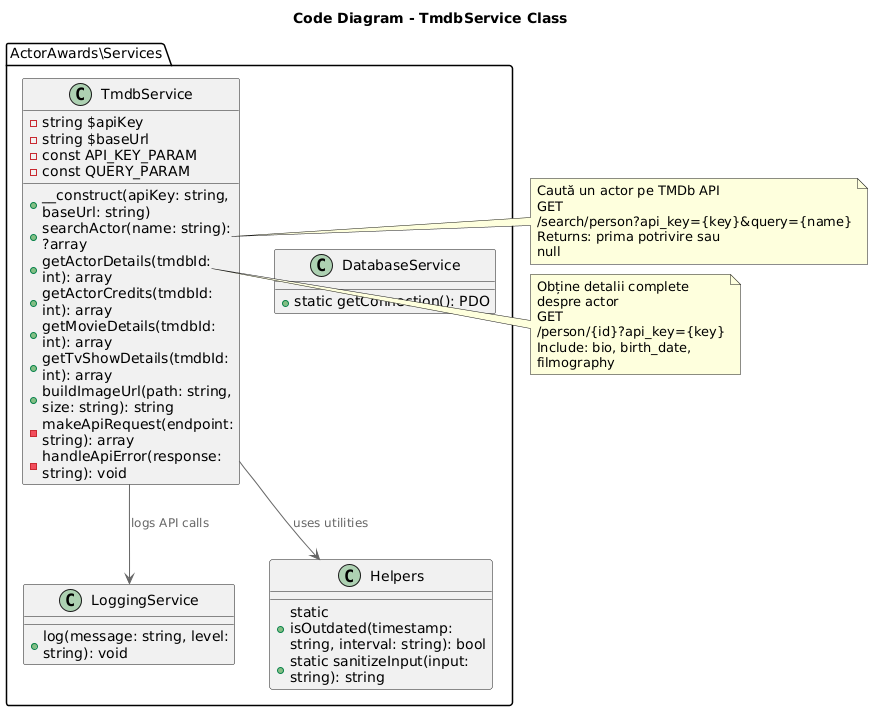 Code Diagram - TmdbService Class
ActorAwards\Services
TmdbService
string $apiKey
string $baseUrl
const API_KEY_PARAM
const QUERY_PARAM
__construct(apiKey: string,
baseUrl: string)
searchActor(name: string):
?array
getActorDetails(tmdbId:
int): array
getActorCredits(tmdbId:
int): array
getMovieDetails(tmdbId:
int): array
getTvShowDetails(tmdbId:
int): array
buildImageUrl(path: string,
size: string): string
makeApiRequest(endpoint:
string): array
handleApiError(response:
string): void
DatabaseService
static getConnection(): PDO
Caută un actor pe TMDb API
GET
/search/person?api_key={key}&query={name}
Returns: prima potrivire sau
null
Obține detalii complete
despre actor
GET
/person/{id}?api_key={key}
Include: bio, birth_date,
filmography
logs API calls
uses utilities
LoggingService
log(message: string, level:
string): void
Helpers
static
isOutdated(timestamp:
string, interval: string): bool
static sanitizeInput(input:
string): string